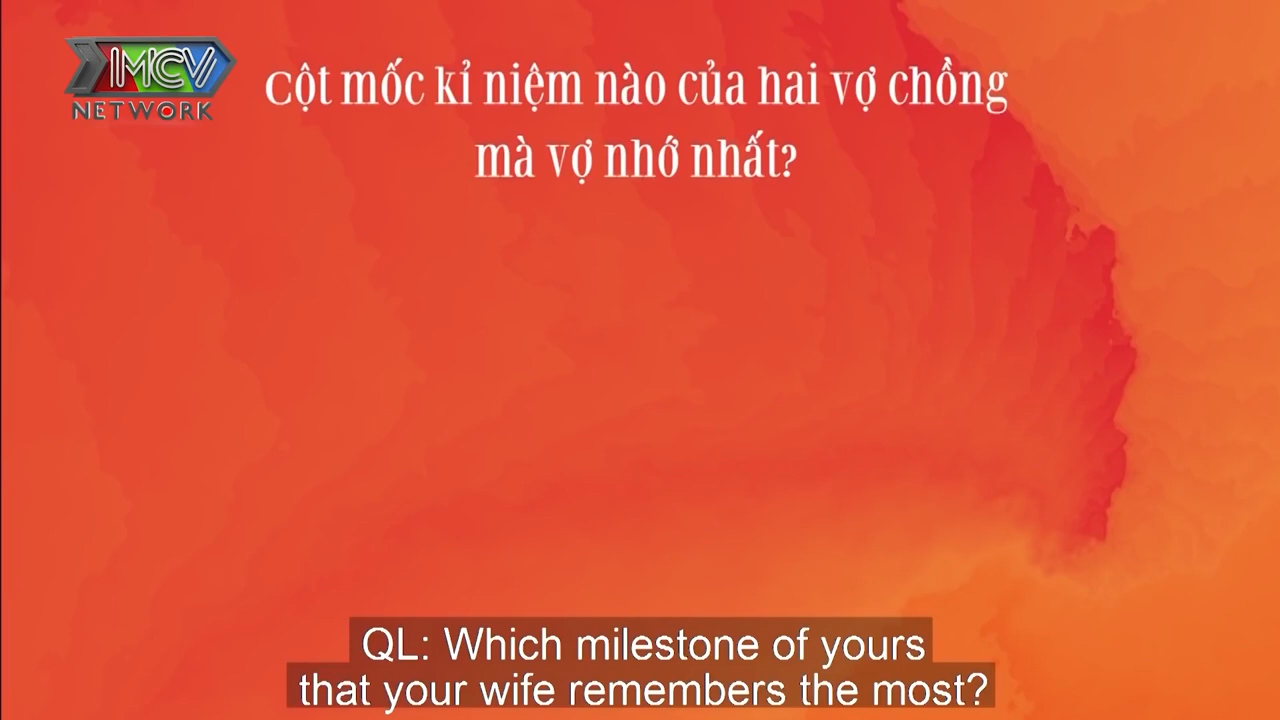 MCV
NETWORK
Cột mốc kỉ niệm nào của hai vợ chồng
mà vợ nhớ nhất?
QL: Which milestone of yours
that your wife remembers the most?